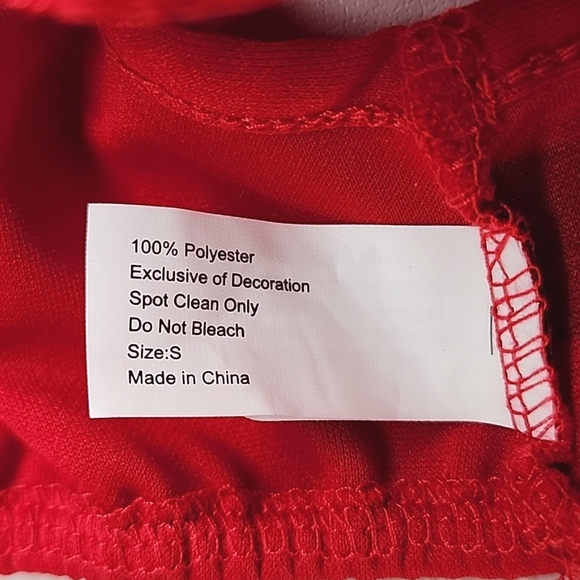 100% Polyester
Exclusive of Decoration
Spot Clean Only
Do Not Bleach
Size:S
Made in China